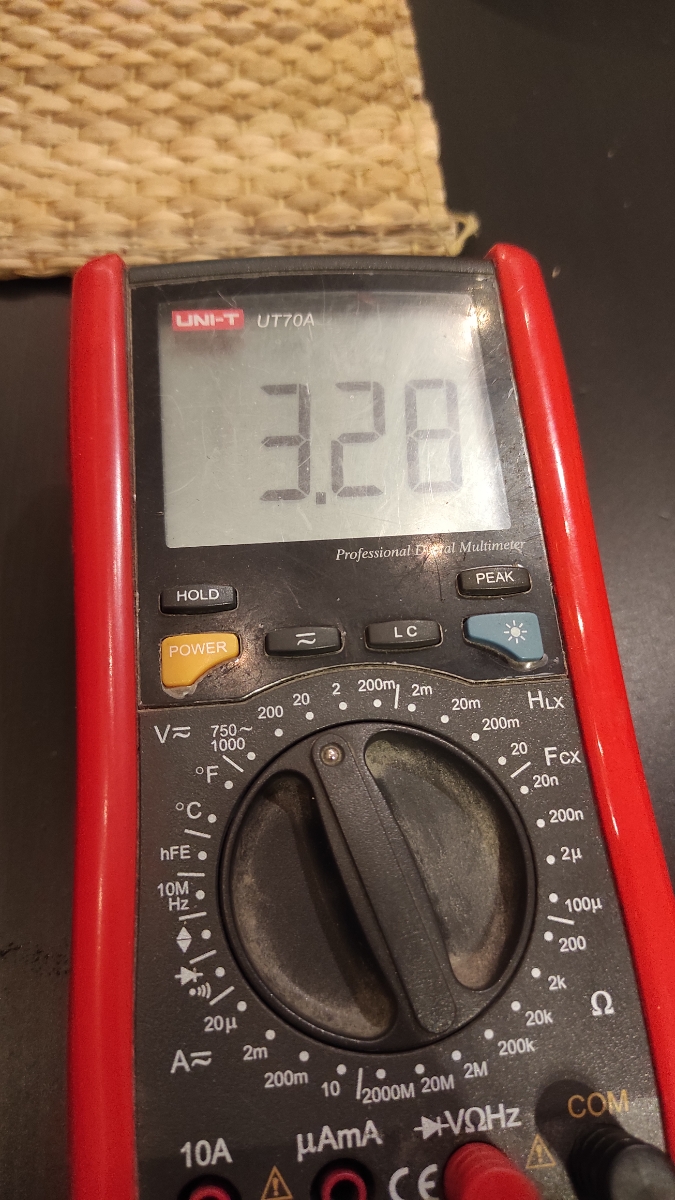 UNI-T UT70A
3.28
Professional Digital Multimeter
HOLD PEAK
POWER LC
V 750~ 1000 200 20 2 200m 2m 20m 200m 20 HLX
°F FCX 20n
°C 200n
hFE 2μ
10M Hz 100μ
200
2k
20μ 20k Ω
A 2m 200m 10 2000M 20M 2M 200k
10A μAmA VΩHz COM
CE